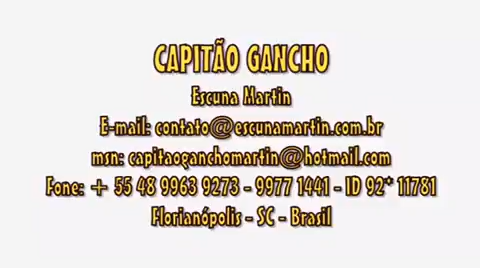 CAPITÃO GANCHO
Escuna Martin
E-mail: contato@escunamartin.com.br
msn: capitaoganchomartin@hotmail.com
Fone: + 55 48 9963 9273 - 9977 1441 - ID 92* 11781
Florianópolis - SC - Brasil